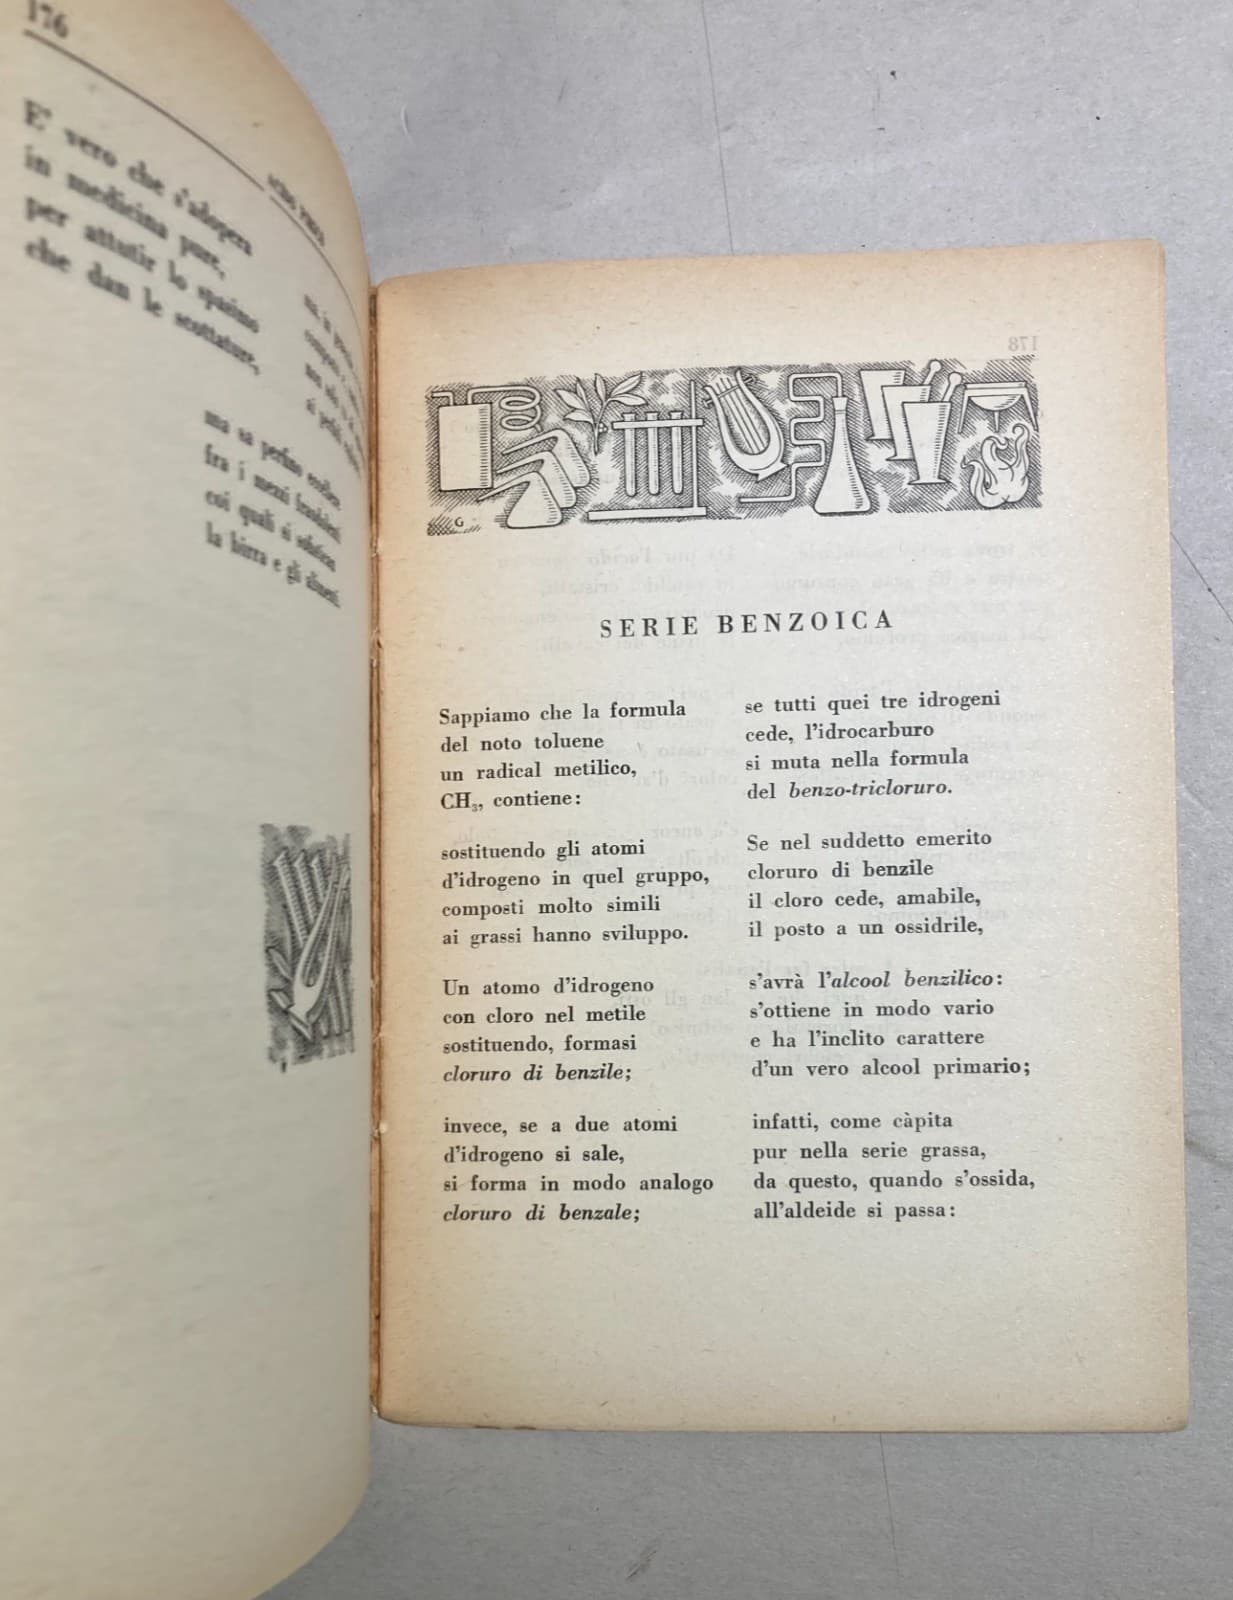 176
E' vero che s'adopera
in medicina pure,
per attutir lo spasimo
che dan le scottature,
ma sa perfino eccellere
fra i mezzi fraudolenti
coi quali si sofisticano
la birra e gli alimenti.
178
G
SERIE BENZOICA
Sappiamo che la formula
del noto toluene
un radical metilico,
CH₃, contiene:
sostituendo gli atomi
d'idrogeno in quel gruppo,
composti molto simili
ai grassi hanno sviluppo.
Un atomo d'idrogeno
con cloro nel metile
sostituendo, formasi
cloruro di benzile;
invece, se a due atomi
d'idrogeno si sale,
si forma in modo analogo
cloruro di benzale;
se tutti quei tre idrogeni
cede, l'idrocarburo
si muta nella formula
del benzo-tricloruro.
Se nel suddetto emerito
cloruro di benzile
il cloro cede, amabile,
il posto a un ossidrile,
s'avrà l'alcool benzilico:
s'ottiene in modo vario
e ha l'inclito carattere
d'un vero alcool primario;
infatti, come càpita
pur nella serie grassa,
da questo, quando s'ossida,
all'aldeide si passa: